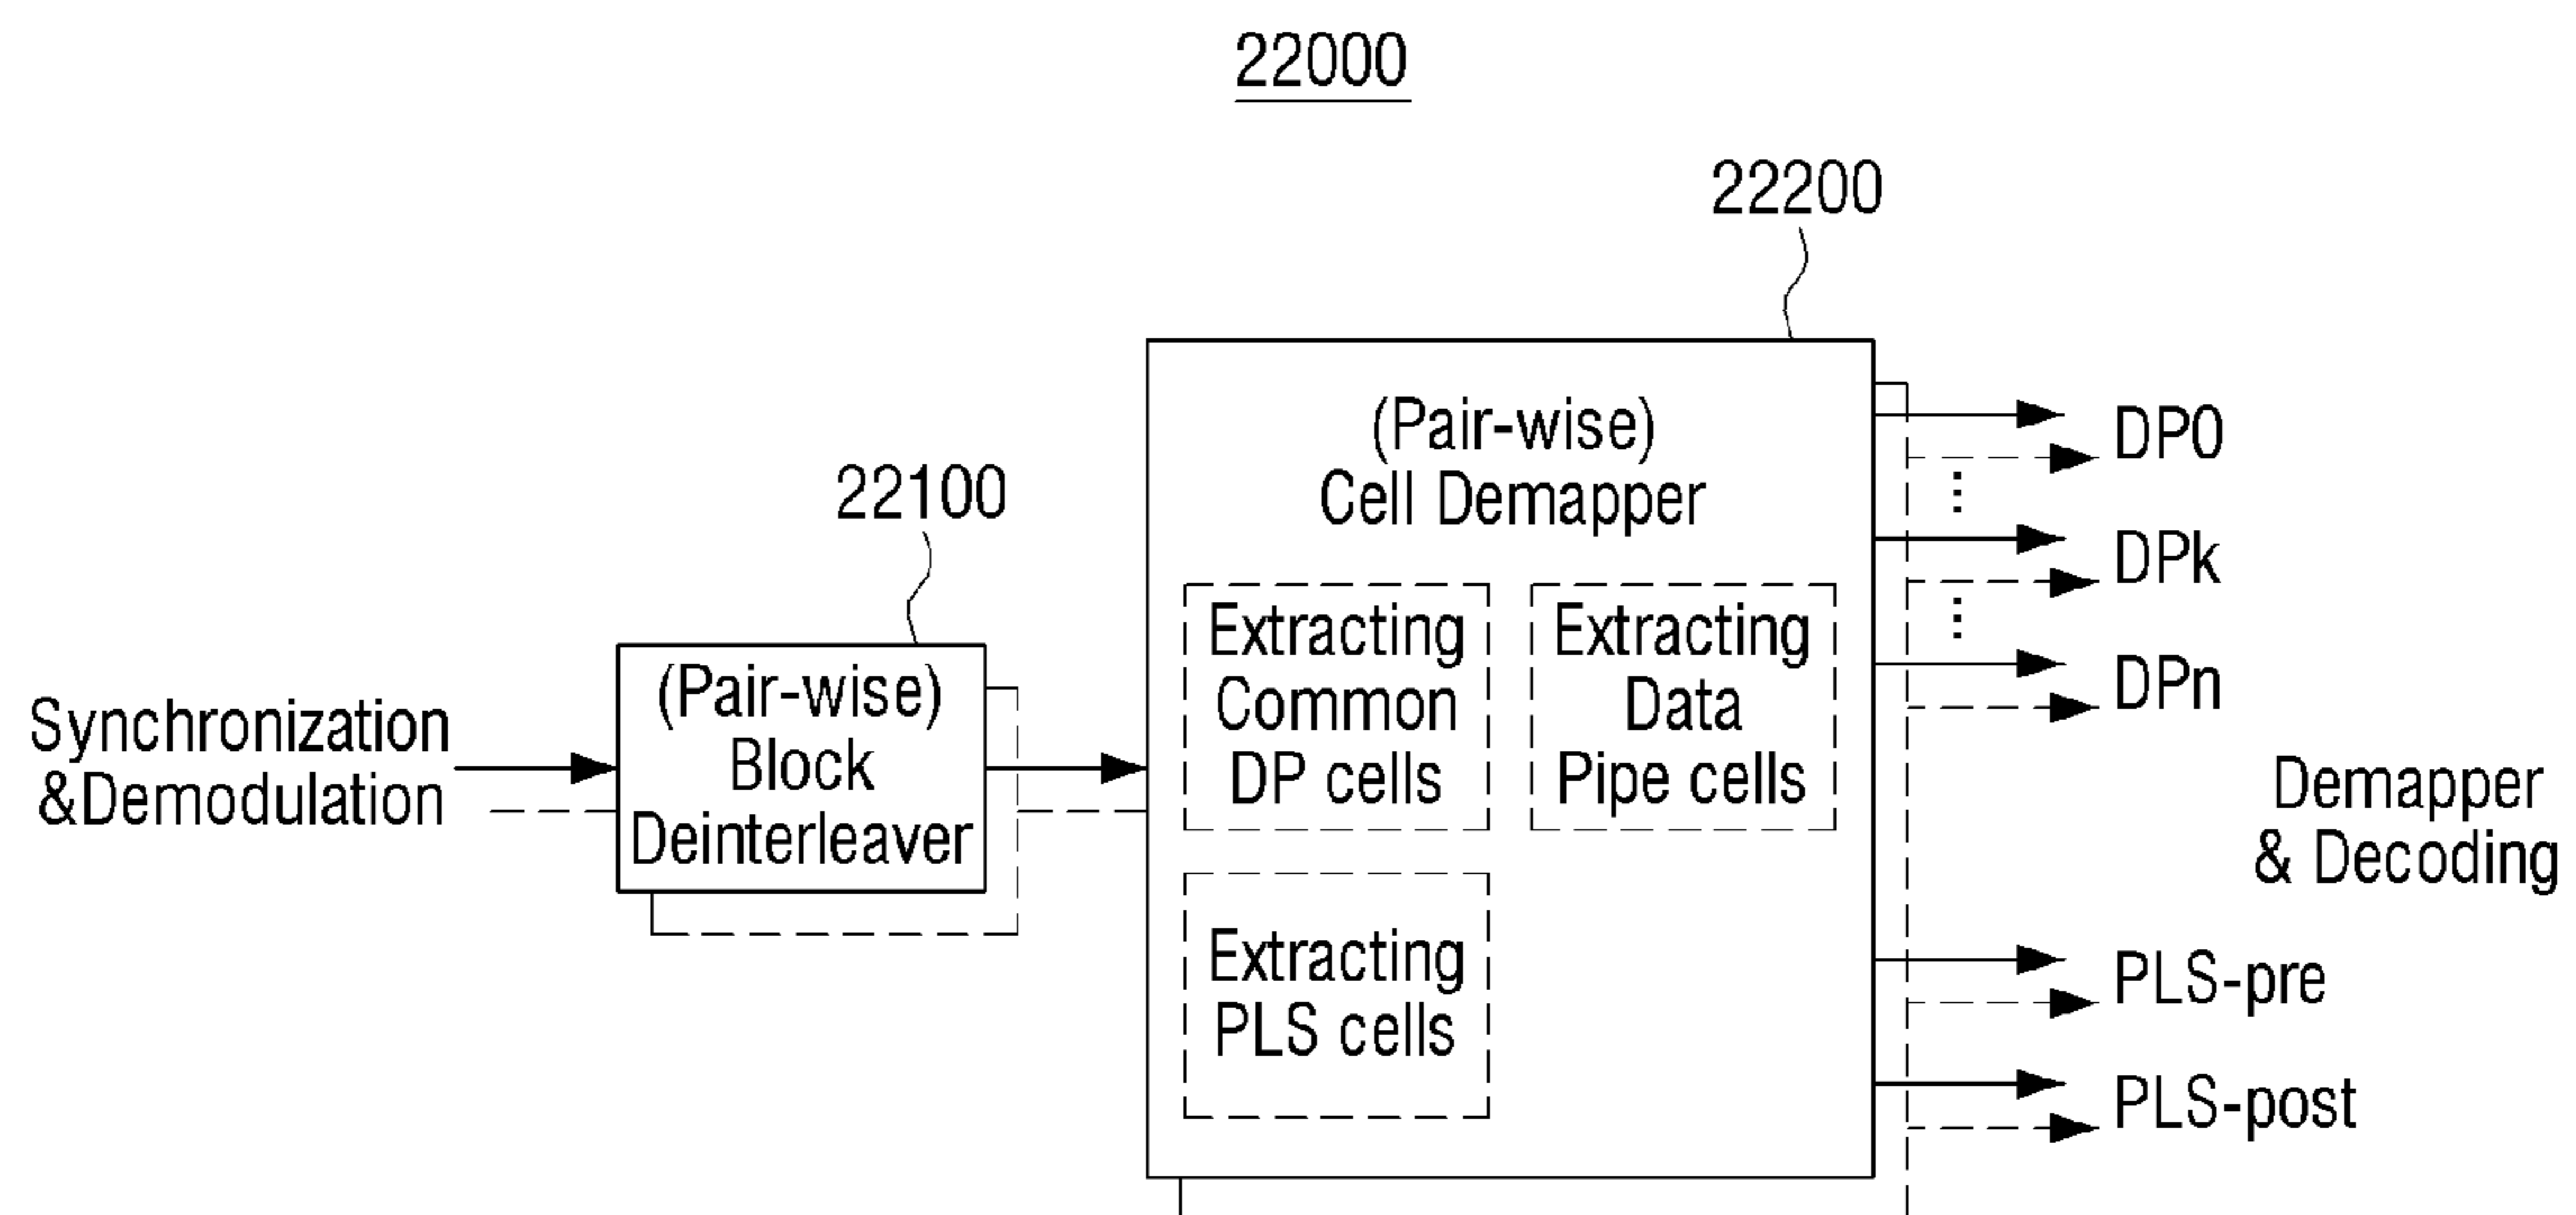 22000
22200
22100
Synchronization
&Demodulation
(Pair-wise)
Block
Deinterleaver
(Pair-wise)
Cell Demapper
Extracting
Common
DP cells
Extracting
Data
Pipe cells
Extracting
PLS cells
DP0
DPk
DPn
PLS-pre
PLS-post
Demapper
& Decoding